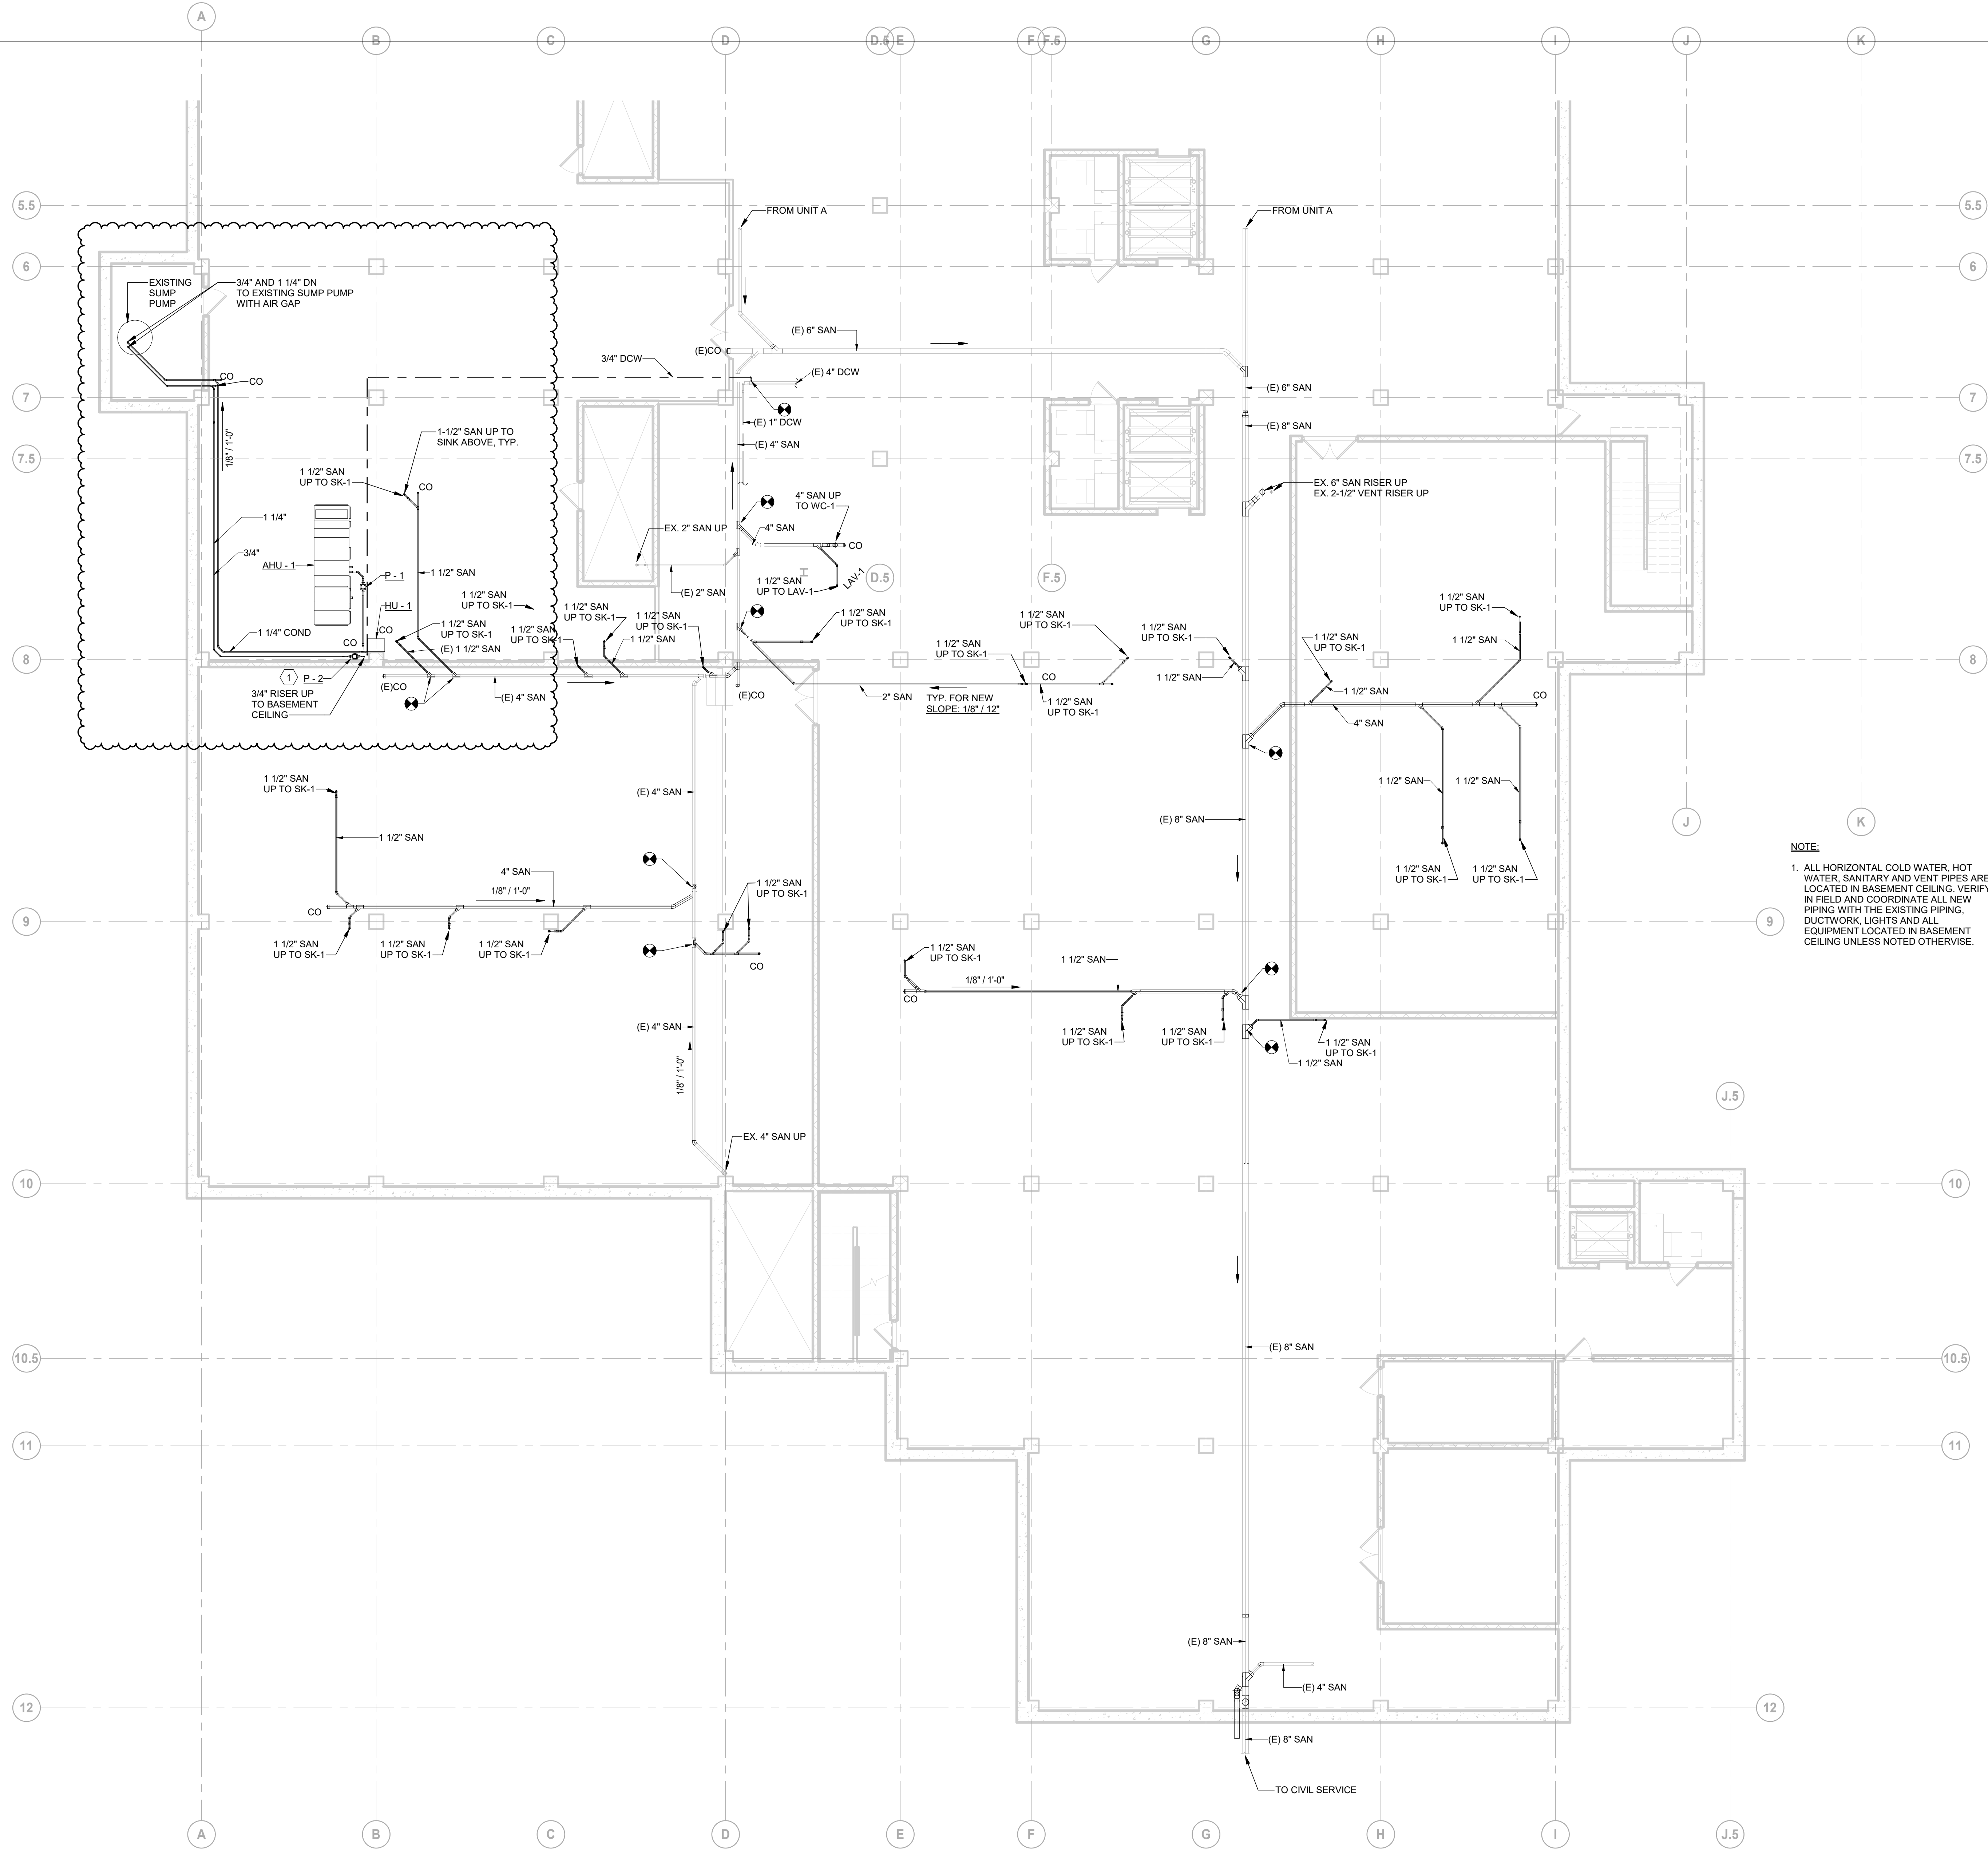 A
B
C
D
D.5
E
F
F.5
G
H
I
J
K
5.5
FROM UNIT A
FROM UNIT A
5.5
6
6
EXISTING
SUMP
PUMP
3/4" AND 1 1/4" DN
TO EXISTING SUMP PUMP
WITH AIR GAP
(E) 6" SAN
(E)CO
3/4" DCW
(E) 4" DCW
CO
CO
(E) 6" SAN
7
7
(E) 1" DCW
(E) 8" SAN
1/8" / 1'-0"
1-1/2" SAN UP TO
SINK ABOVE, TYP.
(E) 4" SAN
7.5
7.5
1 1/2" SAN
UP TO SK-1
CO
EX. 6" SAN RISER UP
EX. 2-1/2" VENT RISER UP
4" SAN UP
TO WC-1
1 1/4"
EX. 2" SAN UP
4" SAN
CO
3/4"
AHU - 1
P - 1
1 1/2" SAN
1 1/2" SAN
UP TO LAV-1
LAV-1
D.5
F.5
(E) 2" SAN
HU - 1
1 1/2" SAN
UP TO SK-1
1 1/2" SAN
UP TO SK-1
1 1/2" SAN
UP TO SK-1
1 1/2" SAN
UP TO SK-1
1 1/2" SAN
UP TO SK-1
1 1/2" SAN
UP TO SK-1
1 1/2" SAN
UP TO SK-1
1 1/2" SAN
UP TO SK-1
1 1/2" SAN
UP TO SK-1
CO
1 1/4" COND
CO
(E) 1 1/2" SAN
1 1/2" SAN
1 1/2" SAN
UP TO SK-1
1 1/2" SAN
UP TO SK-1
1 1/2" SAN
8
8
1 P - 2
3/4" RISER UP
TO BASEMENT
CEILING
(E)CO
(E) 4" SAN
(E)CO
2" SAN
TYP. FOR NEW
SLOPE: 1/8" / 12"
CO
1 1/2" SAN
UP TO SK-1
1 1/2" SAN
1 1/2" SAN
4" SAN
CO
1 1/2" SAN
UP TO SK-1
(E) 4" SAN
1 1/2" SAN
1 1/2" SAN
(E) 8" SAN
J
K
1 1/2" SAN
NOTE:
1. ALL HORIZONTAL COLD WATER, HOT
WATER, SANITARY AND VENT PIPES ARE
LOCATED IN BASEMENT CEILING. VERIFY
IN FIELD AND COORDINATE ALL NEW
PIPING WITH THE EXISTING PIPING,
DUCTWORK, LIGHTS AND ALL
EQUIPMENT LOCATED IN BASEMENT
CEILING UNLESS NOTED OTHERVISE.
4" SAN
1/8" / 1'-0"
1 1/2" SAN
UP TO SK-1
1 1/2" SAN
UP TO SK-1
1 1/2" SAN
UP TO SK-1
CO
9
9
1 1/2" SAN
UP TO SK-1
1 1/2" SAN
UP TO SK-1
1 1/2" SAN
UP TO SK-1
CO
1 1/2" SAN
UP TO SK-1
1 1/2" SAN
1/8" / 1'-0"
CO
(E) 4" SAN
1 1/2" SAN
UP TO SK-1
1 1/2" SAN
UP TO SK-1
1 1/2" SAN
UP TO SK-1
1 1/2" SAN
1/8" / 1'-0"
J.5
EX. 4" SAN UP
10
10
(E) 8" SAN
10.5
10.5
11
11
(E) 8" SAN
(E) 4" SAN
12
12
(E) 8" SAN
TO CIVIL SERVICE
A
B
C
D
E
F
G
H
I
J.5